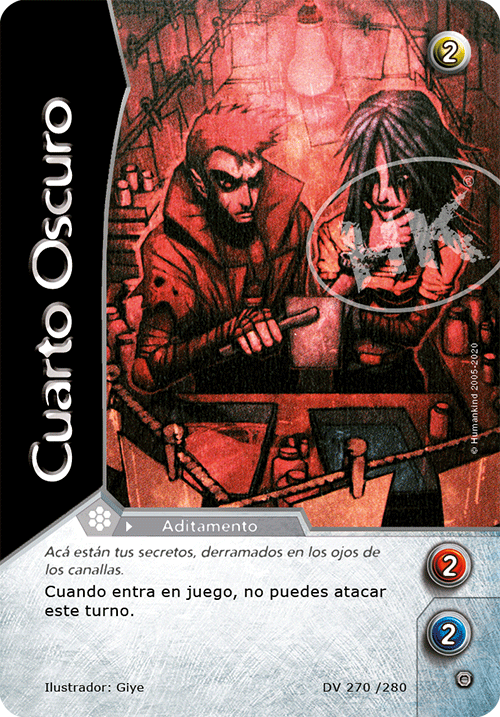 Cuarto Oscuro
2
HK®
© Humankind 2005-2020
Aditamento
Acá están tus secretos, derramados en los ojos de
los canallas.
Cuando entra en juego, no puedes atacar
este turno.
2
2
Ilustrador: Giye
DV 270 /280